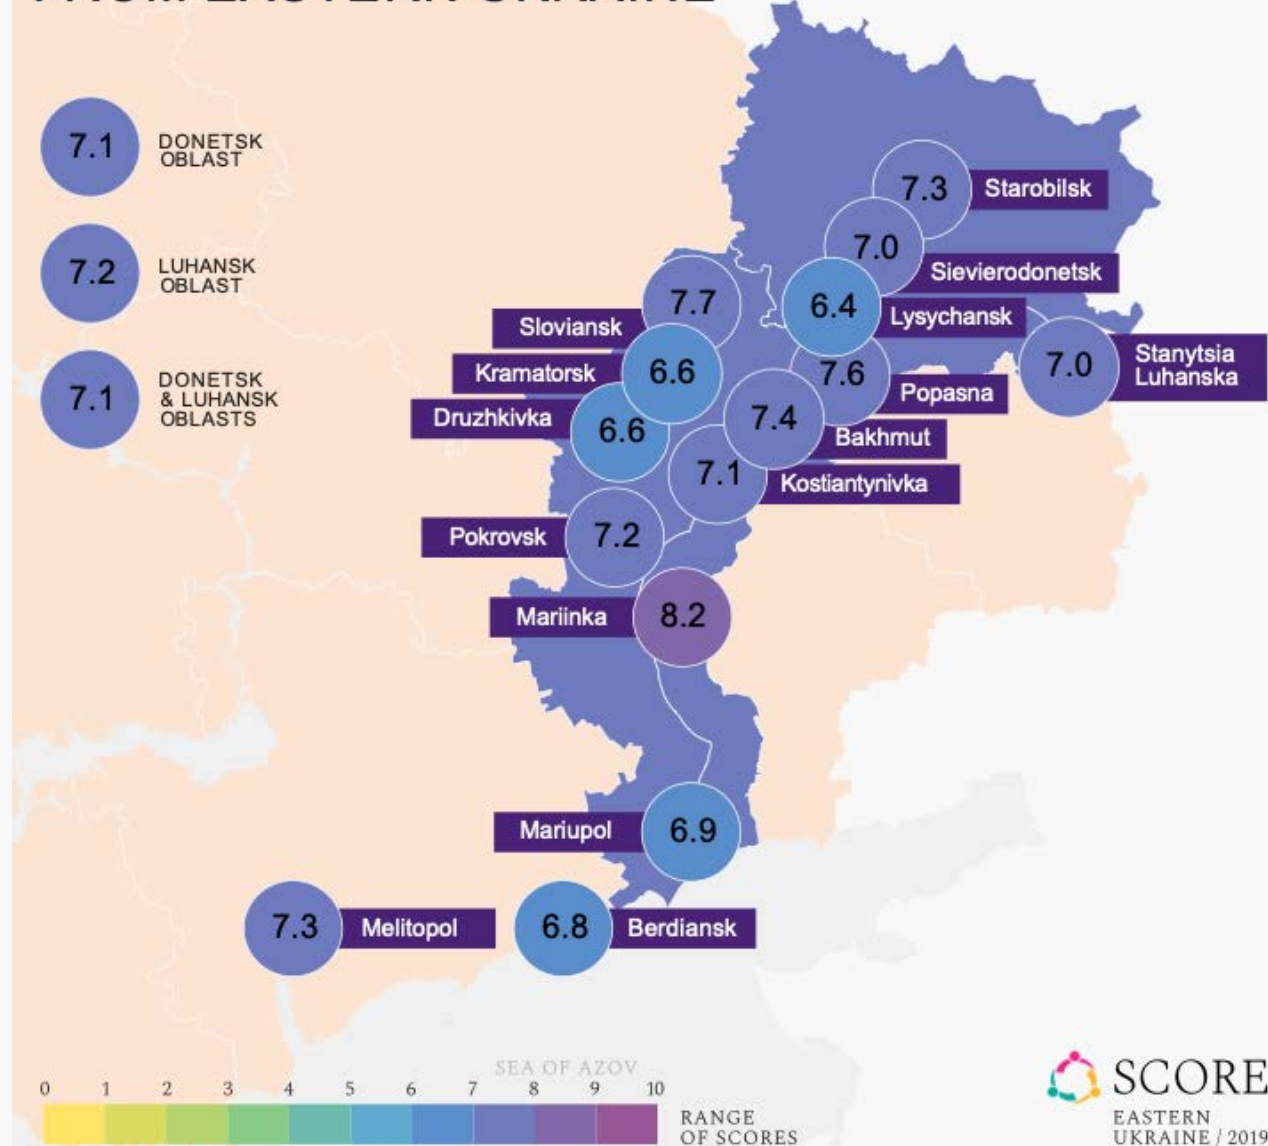 FROM EASTERN UKRAINE
7.1
DONETSK
OBLAST
7.2
LUHANSK
OBLAST
7.1
DONETSK
& LUHANSK
OBLASTS
7.3
Starobilsk
7.0
Sievierodonetsk
7.7
Sloviansk
6.4
Lysychansk
6.6
Kramatorsk
7.6
Popasna
7.0
Stanytsia
Luhanska
6.6
Druzhkivka
7.4
Bakhmut
7.1
Kostiantynivka
Pokrovsk
7.2
Mariinka
8.2
Mariupol
6.9
7.3
Melitopol
6.8
Berdiansk
SEA OF AZOV
0 1 2 3 4 5 6 7 8 9 10
RANGE
OF SCORES
SCORE
EASTERN
UKRAINE / 2019